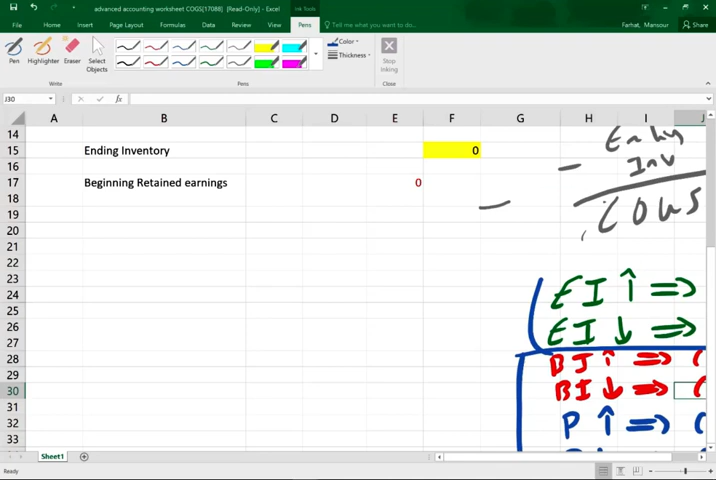 advanced accounting worksheet COGS[17088] [Read-Only] - Excel
Ink Tools
Farhat, Mansour
File Home Insert Page Layout Formulas Data Review View Pens Tell me what you want to do... Share
Pen Highlighter Eraser Select Objects
Color
Thickness
Stop Inking
Write Pens Close
J30 fx
A B C D E F G H I J
14
15 Ending Inventory 0
16
17 Beginning Retained earnings 0
18
19
20
21
22
23
24
25
26
27
28
29
30
31
32
33
Inv
COGS
EI ↑ ⇒
EI ↓ ⇒
BI ↑ ⇒ (
BI ↓ ⇒ (
P ↑ ⇒ (
Sheet1
Ready